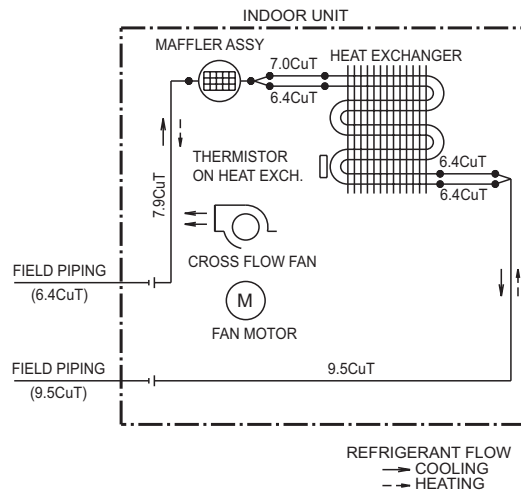 INDOOR UNIT
MAFFLER ASSY
7.0CuT
HEAT EXCHANGER
6.4CuT
THERMISTOR
ON HEAT EXCH.
6.4CuT
6.4CuT
7.9CuT
CROSS FLOW FAN
FIELD PIPING
(6.4CuT)
M
FAN MOTOR
FIELD PIPING
(9.5CuT)
9.5CuT
REFRIGERANT FLOW
COOLING
HEATING